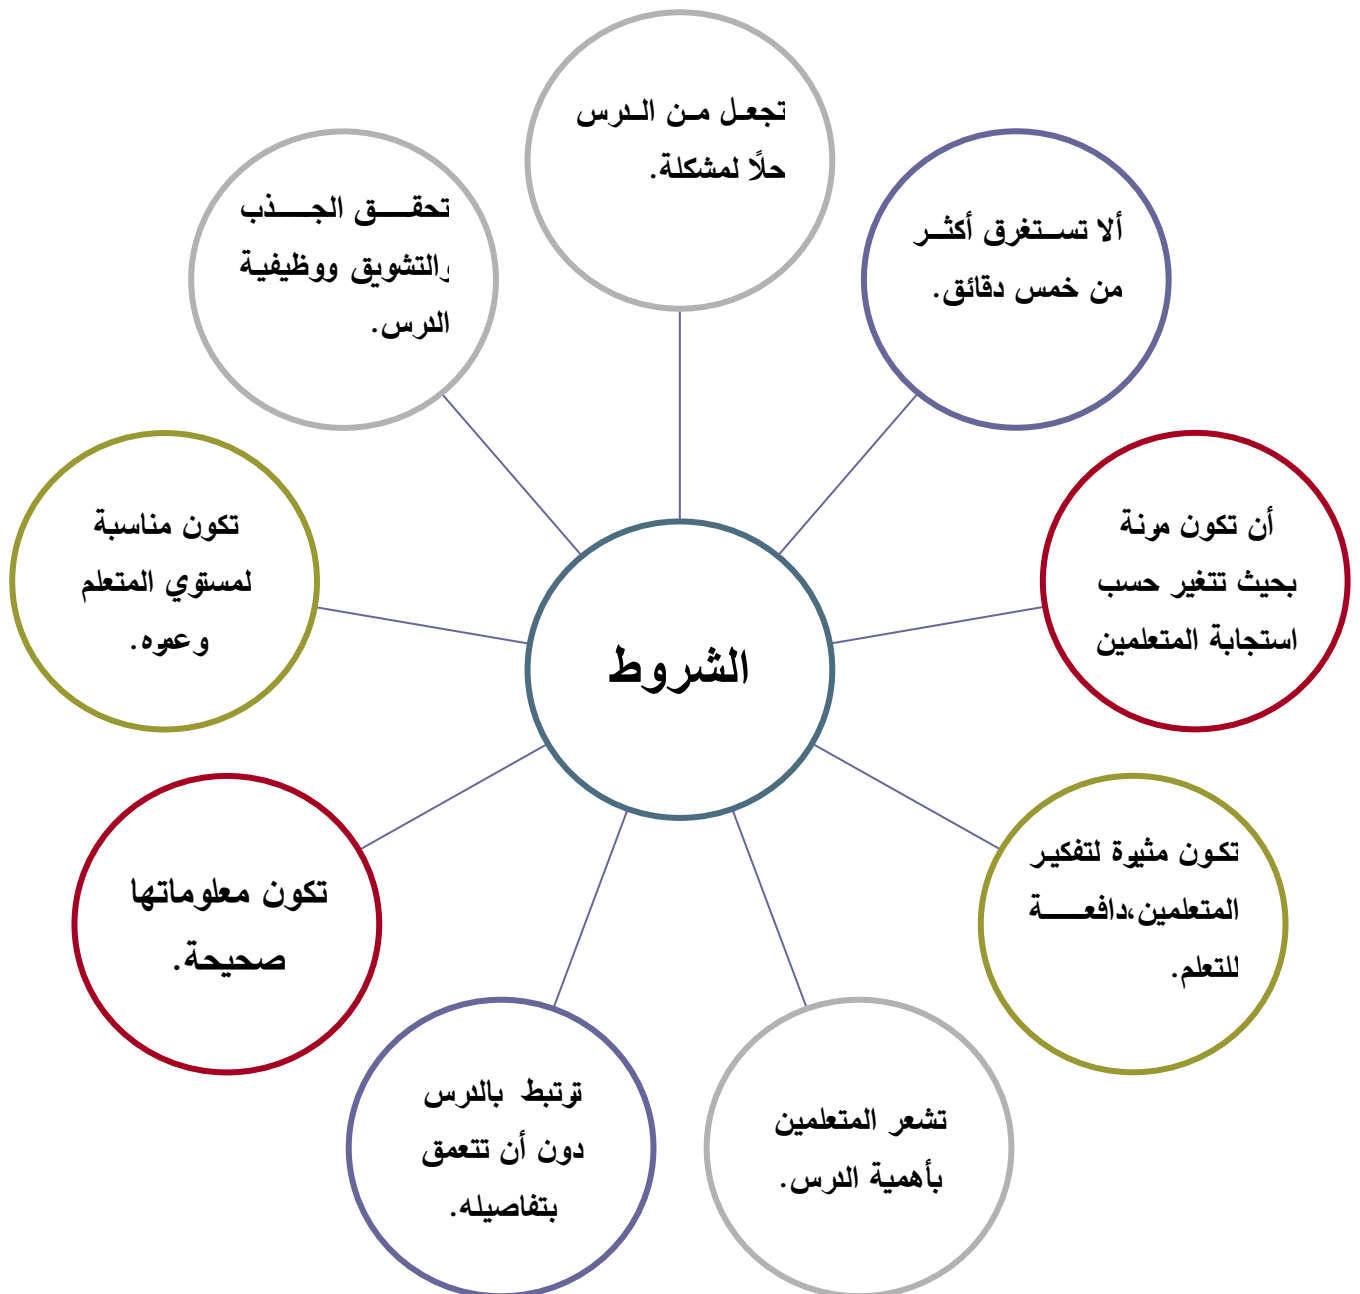 الشروط
تجعل من الدرس
حلًا لمشكلة.
ألا تستغرق أكثر
من خمس دقائق.
أن تكون مرنة
بحيث تتغير حسب
استجابة المتعلمين
تكون مثيرة لتفكير
المتعلمين،دافعة
للتعلم.
تشعر المتعلمين
بأهمية الدرس.
ترتبط بالدرس
دون أن تتعمق
بتفاصيله.
تكون معلوماتها
صحيحة.
تكون مناسبة
لمستوي المتعلم
وعمره.
تحقق الجذب
والتشويق ووظيفية
الدرس.